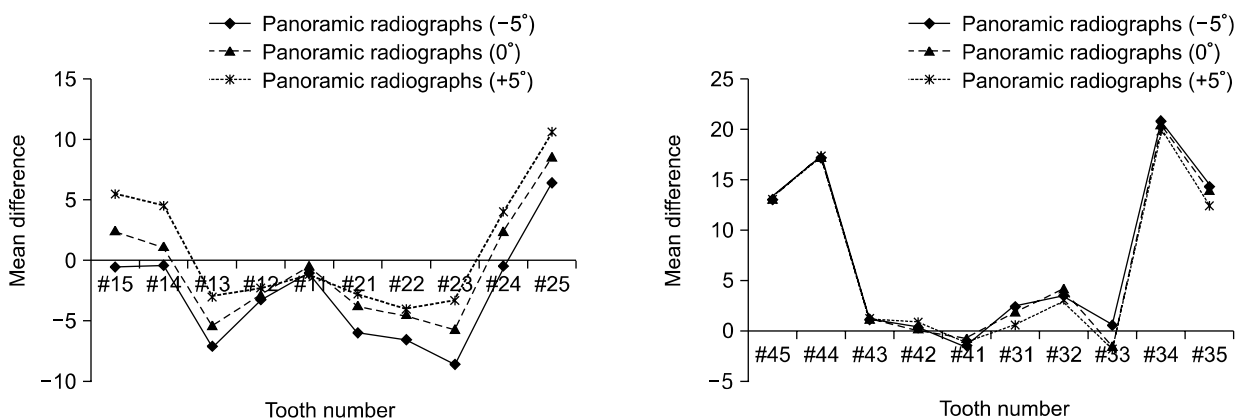 Panoramic radiographs (−5°)
Panoramic radiographs (0°)
Panoramic radiographs (+5°)
15
10
5
0
−5
−10
Mean difference
#15 #14 #13 #12 #11 #21 #22 #23 #24 #25
Tooth number
Panoramic radiographs (−5°)
Panoramic radiographs (0°)
Panoramic radiographs (+5°)
25
20
15
10
5
0
−5
Mean difference
#45 #44 #43 #42 #41 #31 #32 #33 #34 #35
Tooth number